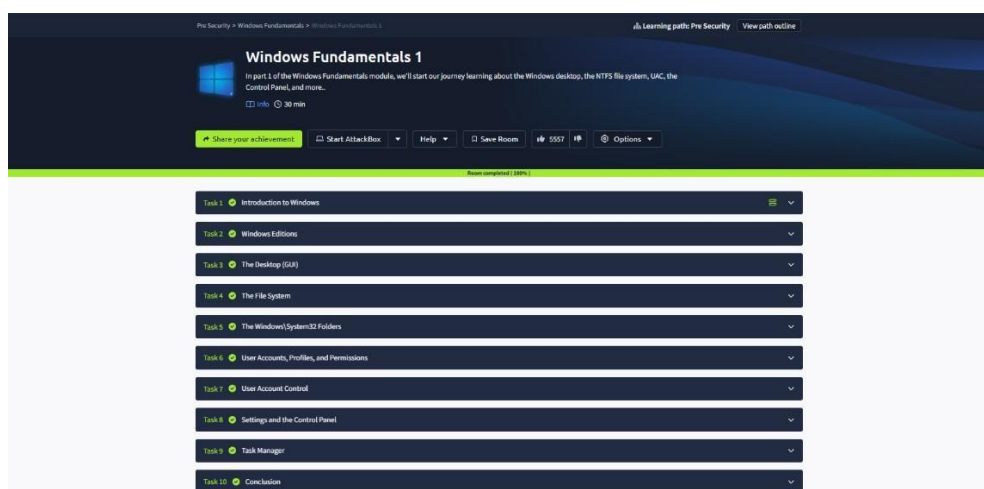 Pre Security > Windows Fundamentals > Windows Fundamentals 1
Learning path: Pre Security View path outline
Windows Fundamentals 1
In part 1 of the Windows Fundamentals module, we'll start our journey learning about the Windows desktop, the NTFS file system, UAC, the
Control Panel, and more..
Info 30 min
Share your achievement Start AttackBox Help Save Room 5557 Options
Room completed ( 100% )
Task 1 Introduction to Windows
Task 2 Windows Editions
Task 3 The Desktop (GUI)
Task 4 The File System
Task 5 The Windows\System32 Folders
Task 6 User Accounts, Profiles, and Permissions
Task 7 User Account Control
Task 8 Settings and the Control Panel
Task 9 Task Manager
Task 10 Conclusion